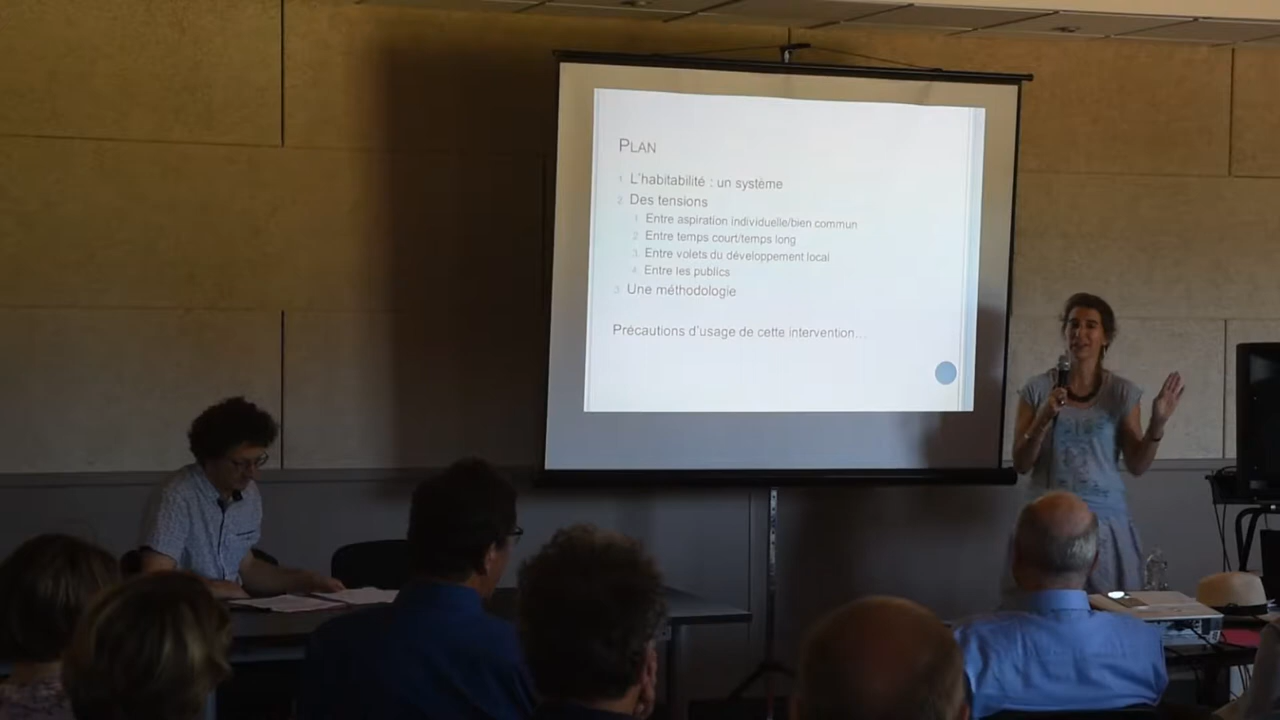 PLAN
1. L'habitabilité : un système
2. Des tensions
1. Entre aspiration individuelle/bien commun
2. Entre temps court/temps long
3. Entre volets du développement local
4. Entre les publics
3. Une méthodologie
Précautions d'usage de cette intervention...